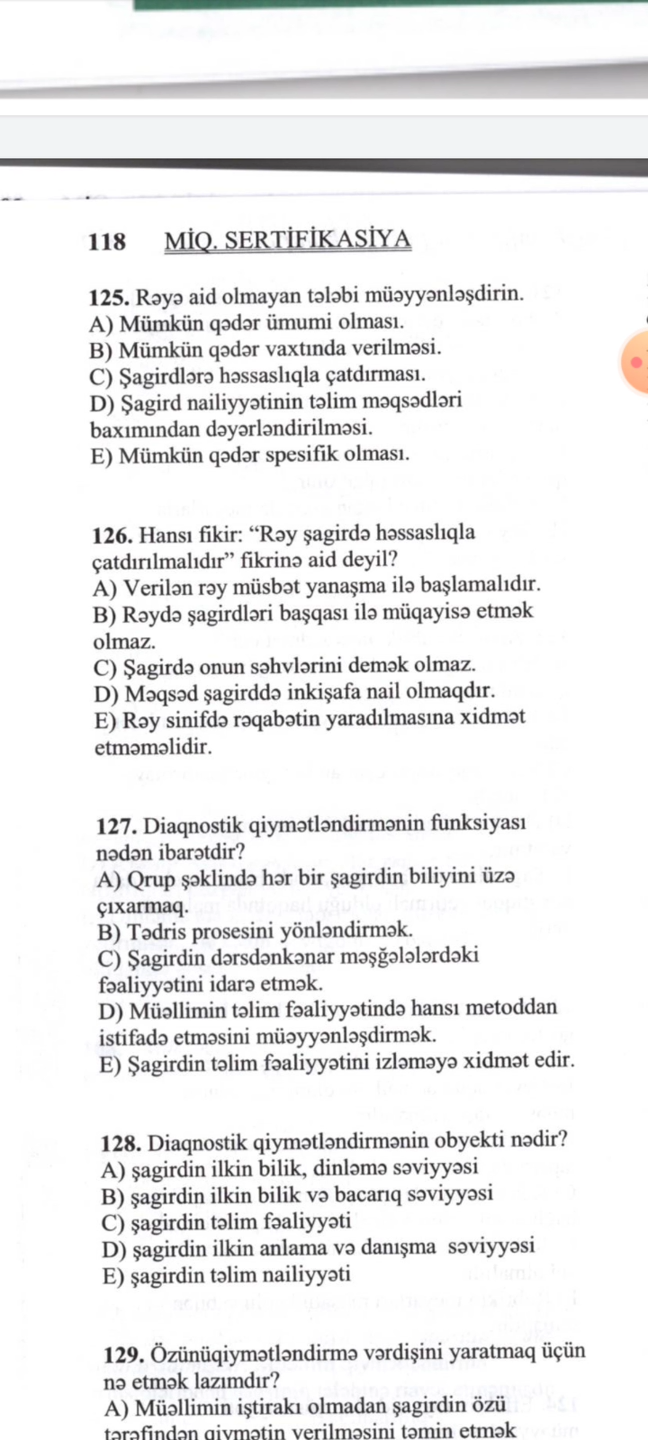 118 MİQ. SERTİFİKASİYA
125. Rəyə aid olmayan tələbi müəyyənləşdirin.
A) Mümkün qədər ümumi olması.
B) Mümkün qədər vaxtında verilməsi.
C) Şagirdlərə həssaslıqla çatdırması.
D) Şagird nailiyyətinin təlim məqsədləri
baxımından dəyərləndirilməsi.
E) Mümkün qədər spesifik olması.
126. Hansı fikir: “Rəy şagirdə həssaslıqla
çatdırılmalıdır” fikrinə aid deyil?
A) Verilən rəy müsbət yanaşma ilə başlamalıdır.
B) Rəydə şagirdləri başqası ilə müqayisə etmək
olmaz.
C) Şagirdə onun səhvlərini demək olmaz.
D) Məqsəd şagirddə inkişafa nail olmaqdır.
E) Rəy sinifdə rəqabətin yaradılmasına xidmət
etməməlidir.
127. Diaqnostik qiymətləndirmənin funksiyası
nədən ibarətdir?
A) Qrup şəklində hər bir şagirdin biliyini üzə
çıxarmaq.
B) Tədris prosesini yönləndirmək.
C) Şagirdin dərsdənkənar məşğələlərdəki
fəaliyyətini idarə etmək.
D) Müəllimin təlim fəaliyyətində hansı metoddan
istifadə etməsini müəyyənləşdirmək.
E) Şagirdin təlim fəaliyyətini izləməyə xidmət edir.
128. Diaqnostik qiymətləndirmənin obyekti nədir?
A) şagirdin ilkin bilik, dinləmə səviyyəsi
B) şagirdin ilkin bilik və bacarıq səviyyəsi
C) şagirdin təlim fəaliyyəti
D) şagirdin ilkin anlama və danışma səviyyəsi
E) şagirdin təlim nailiyyəti
129. Özünüqiymətləndirmə vərdişini yaratmaq üçün
nə etmək lazımdır?
A) Müəllimin iştirakı olmadan şagirdin özü
tərəfindən qiymətin verilməsini təmin etmək